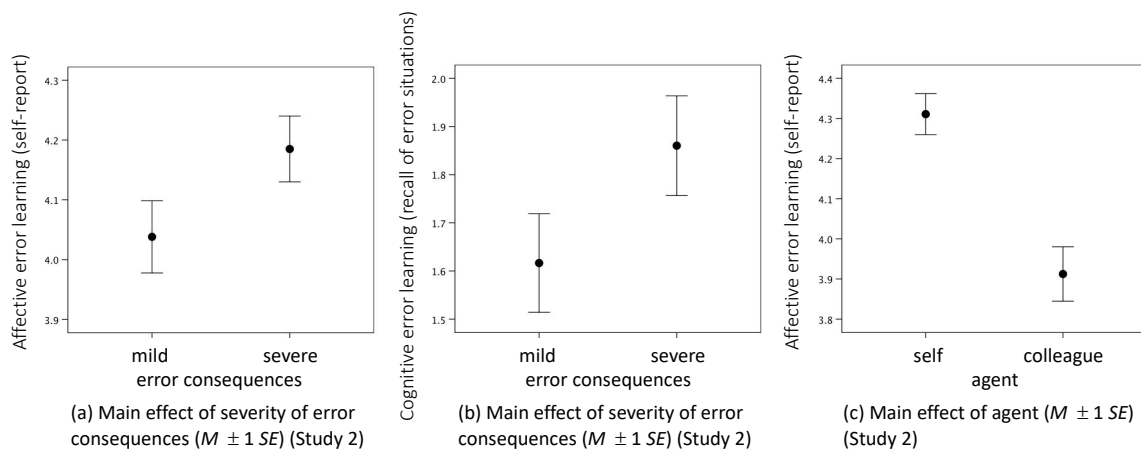 Affective error learning (self-report)
4.3
4.2
4.1
4.0
3.9
mild severe
error consequences
(a) Main effect of severity of error
consequences (M ± 1 SE) (Study 2)
Cognitive error learning (recall of error situations)
2.0
1.9
1.8
1.7
1.6
1.5
mild severe
error consequences
(b) Main effect of severity of error
consequences (M ± 1 SE) (Study 2)
Affective error learning (self-report)
4.4
4.3
4.2
4.1
4.0
3.9
3.8
self colleague
agent
(c) Main effect of agent (M ± 1 SE)
(Study 2)